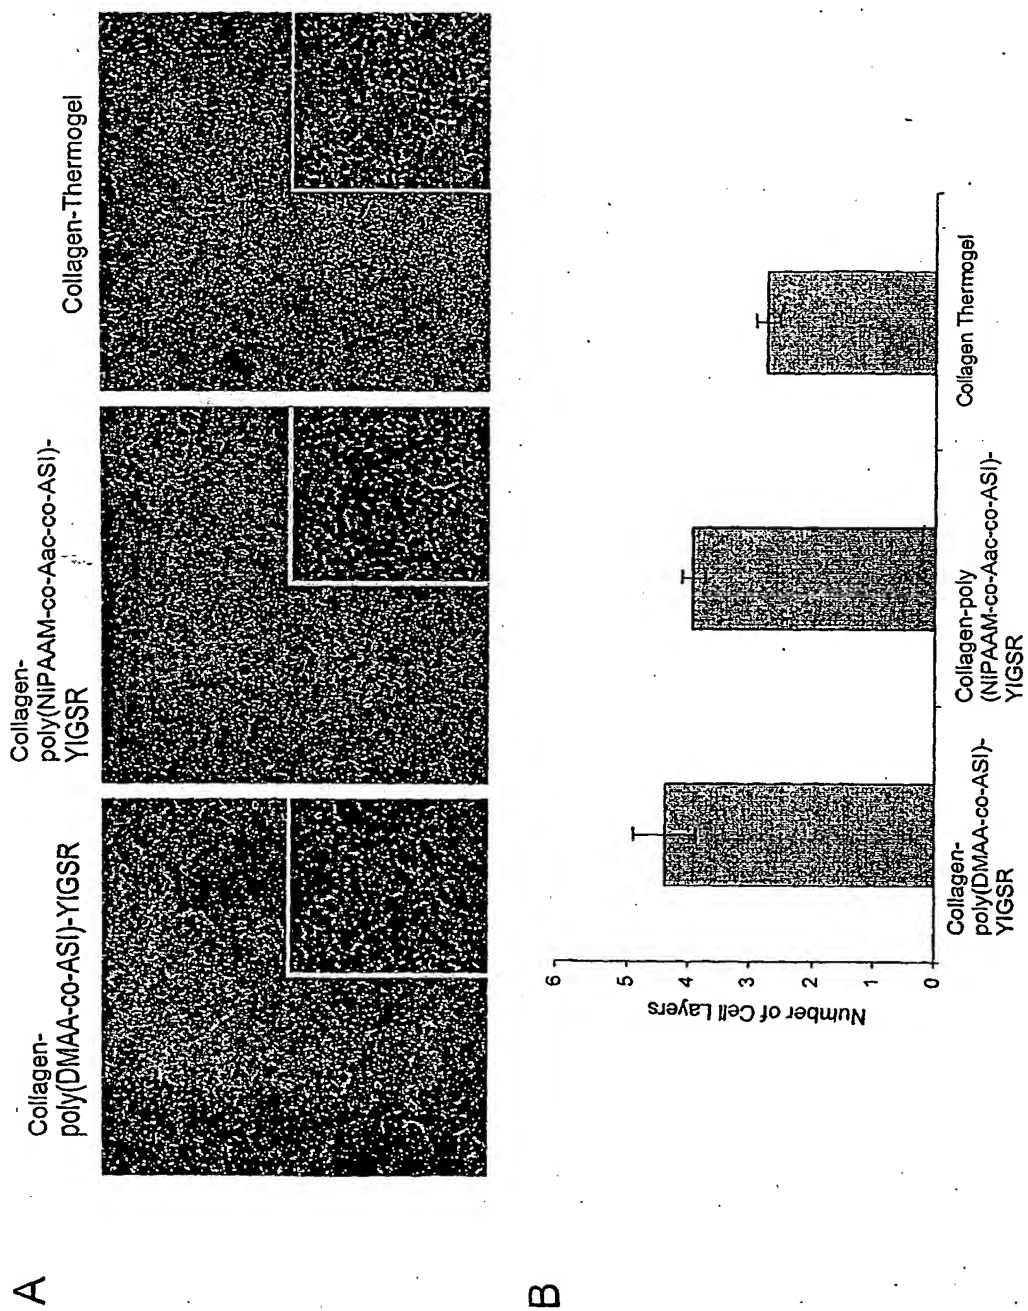 A
Collagen-
poly(DMAA-co-ASI)-YIGSR
Collagen-
poly(NiPAAM-co-Aac-co-ASI)-
YIGSR
Collagen-Thermogel
B
Number of Cell Layers
6
5
4
3
2
1
0
Collagen-
poly(DMAA-co-ASI)-
YIGSR
Collagen-poly
(NiPAAM-co-Aac-co-ASI)-
YIGSR
Collagen Thermogel